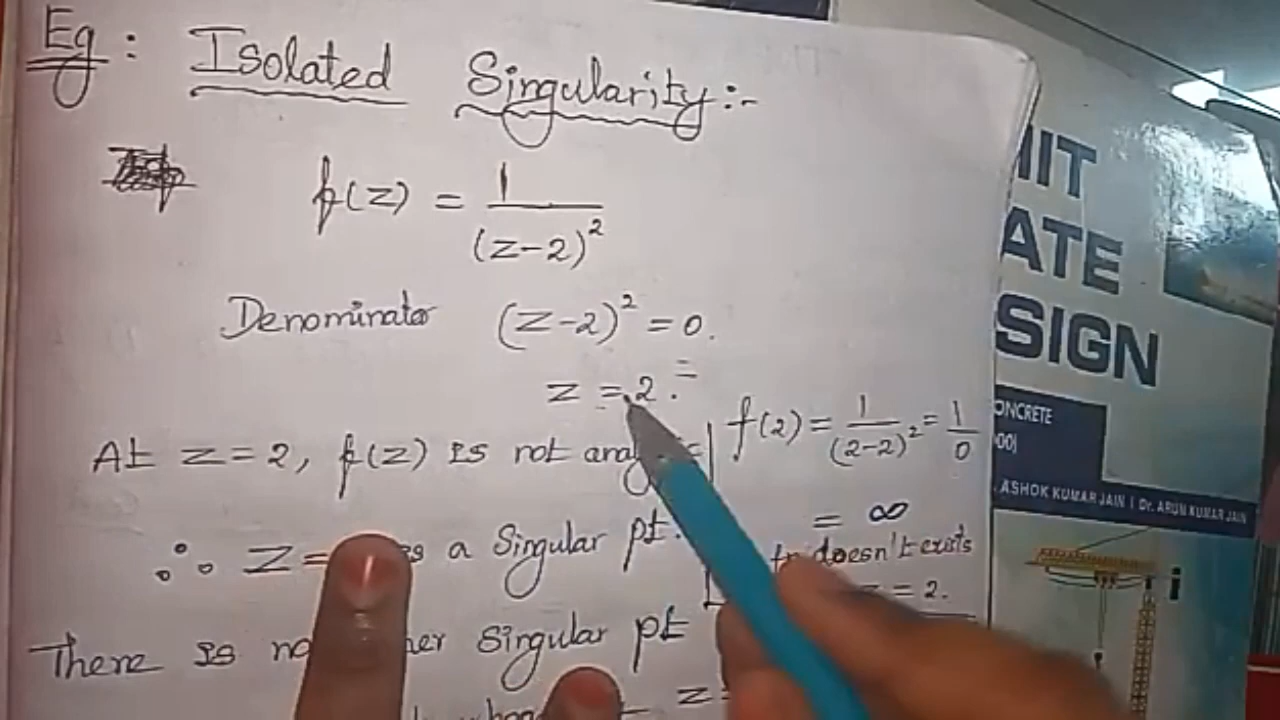 Eg : Isolated Singularity:-
f(z) = 1/(z-2)²
Denominator (z-2)² = 0.
z = 2.
At z = 2, f(z) is not
f(2) = 1/(2-2)² = 1/0
= ∞
doesn't exists
= 2.
∴ z = is a Singular pt.
There is no Singular pt
z
MIT
ATE
SIGN
ONCRETE
ASHOK KUMAR JAIN | Dr. ARUN KUMAR JAIN